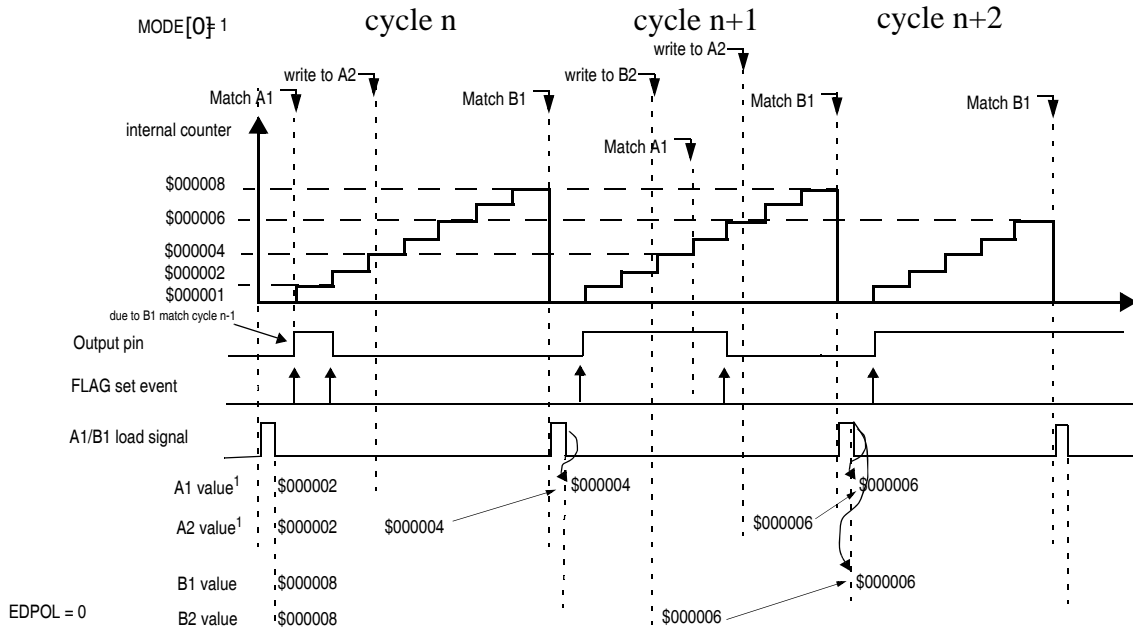 MODE[0]= 1
cycle n
cycle n+1
cycle n+2
write to A2
write to A2
write to B2
Match A1
Match B1
Match B1
Match B1
Match A1
internal counter
$000008
$000006
$000004
$000002
$000001
due to B1 match cycle n-1
Output pin
FLAG set event
A1/B1 load signal
A1 value1 $000002 $000004 $000006
A2 value1 $000002 $000004 $000006
B1 value $000008 $000006
EDPOL = 0
B2 value $000008 $000006